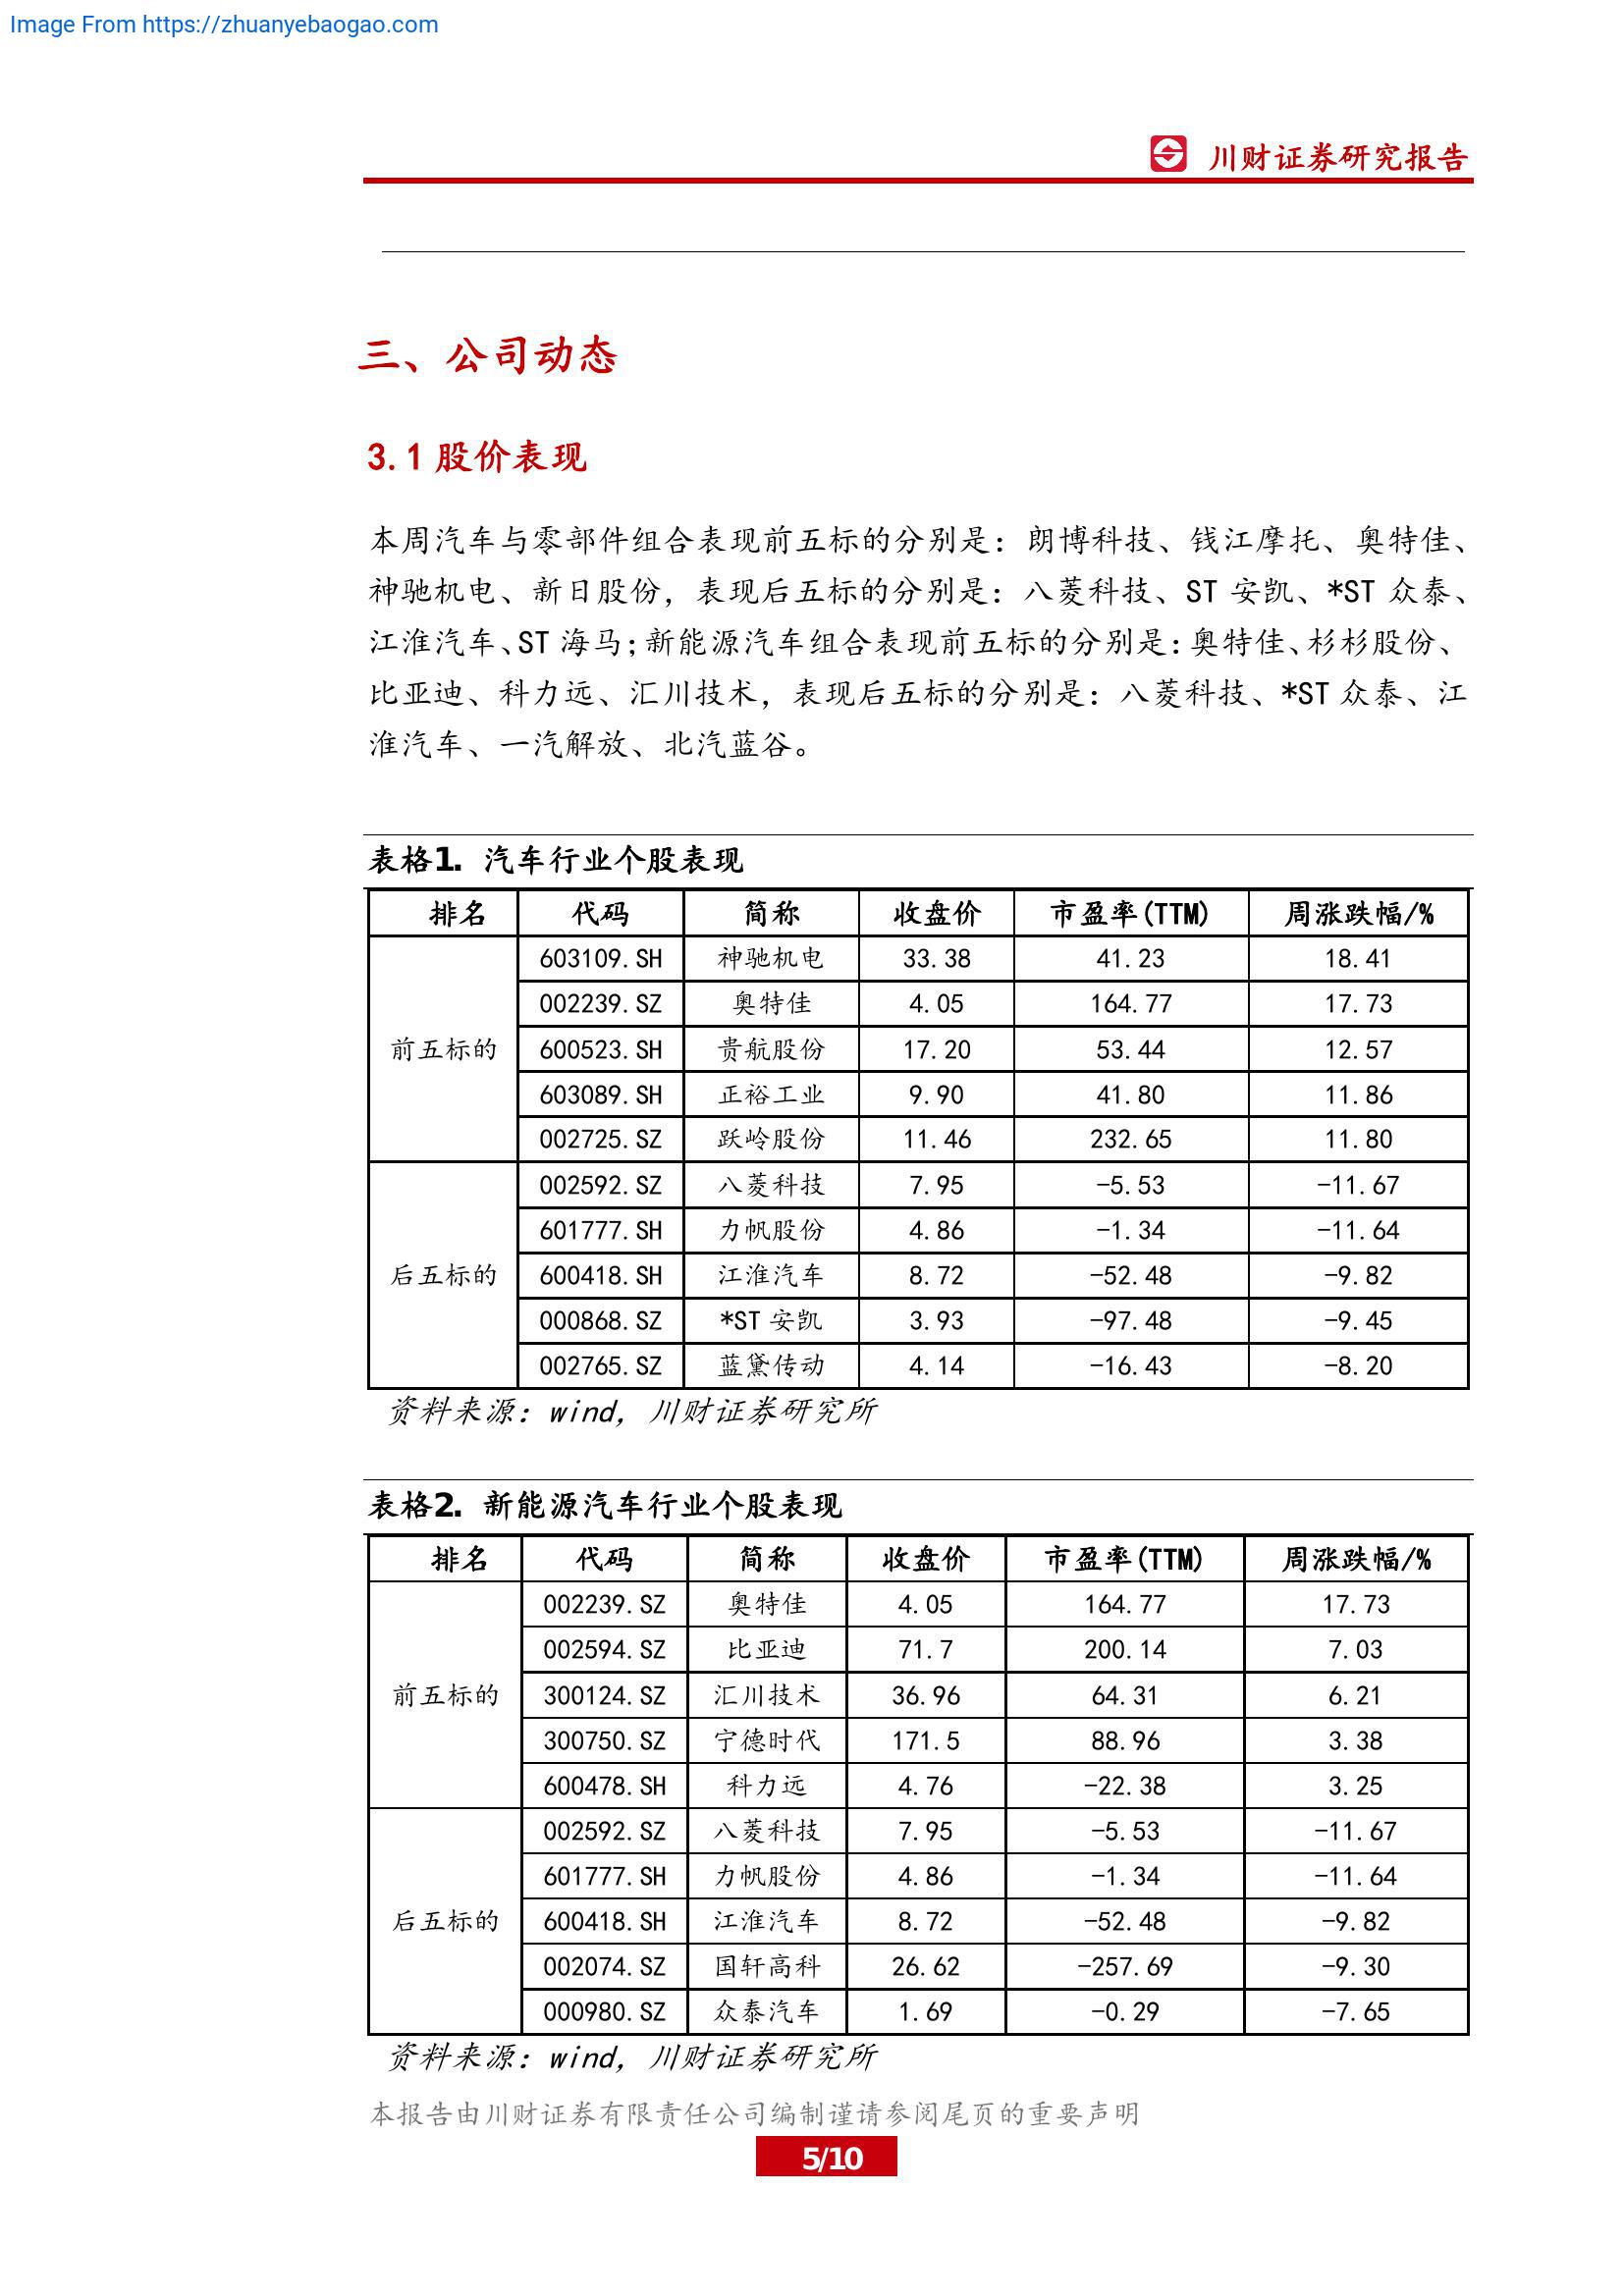 Image From https://zhuanyebaogao.com
川财证券研究报告
三、公司动态
3.1 股价表现
本周汽车与零部件组合表现前五标的分别是：朗博科技、钱江摩托、奥特佳、
神驰机电、新日股份，表现后五标的分别是：八菱科技、ST 安凯、*ST 众泰、
江淮汽车、ST 海马；新能源汽车组合表现前五标的分别是：奥特佳、杉杉股份、
比亚迪、科力远、汇川技术，表现后五标的分别是：八菱科技、*ST 众泰、江
淮汽车、一汽解放、北汽蓝谷。
表格1. 汽车行业个股表现
排名 代码 简称 收盘价 市盈率(TTM) 周涨跌幅/%
前五标的
603109.SH 神驰机电 33.38 41.23 18.41
002239.SZ 奥特佳 4.05 164.77 17.73
600523.SH 贵航股份 17.20 53.44 12.57
603089.SH 正裕工业 9.90 41.80 11.86
002725.SZ 跃岭股份 11.46 232.65 11.80
后五标的
002592.SZ 八菱科技 7.95 -5.53 -11.67
601777.SH 力帆股份 4.86 -1.34 -11.64
600418.SH 江淮汽车 8.72 -52.48 -9.82
000868.SZ *ST 安凯 3.93 -97.48 -9.45
002765.SZ 蓝黛传动 4.14 -16.43 -8.20
资料来源：wind，川财证券研究所
表格2. 新能源汽车行业个股表现
排名 代码 简称 收盘价 市盈率(TTM) 周涨跌幅/%
前五标的
002239.SZ 奥特佳 4.05 164.77 17.73
002594.SZ 比亚迪 71.7 200.14 7.03
300124.SZ 汇川技术 36.96 64.31 6.21
300750.SZ 宁德时代 171.5 88.96 3.38
600478.SH 科力远 4.76 -22.38 3.25
后五标的
002592.SZ 八菱科技 7.95 -5.53 -11.67
601777.SH 力帆股份 4.86 -1.34 -11.64
600418.SH 江淮汽车 8.72 -52.48 -9.82
002074.SZ 国轩高科 26.62 -257.69 -9.30
000980.SZ 众泰汽车 1.69 -0.29 -7.65
资料来源：wind，川财证券研究所
本报告由川财证券有限责任公司编制谨请参阅尾页的重要声明
5/10